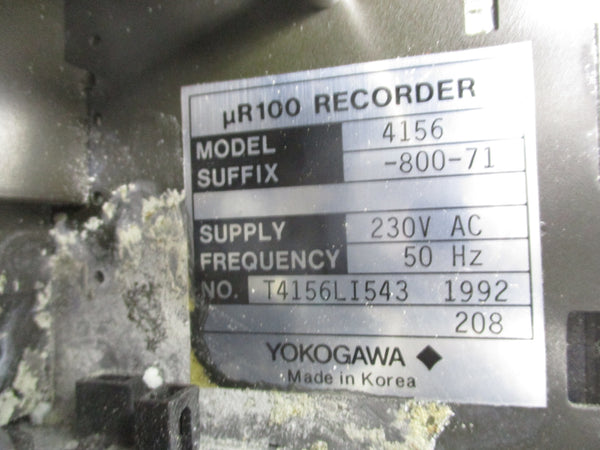 µR100 RECORDER
MODEL 4156
SUFFIX -800-71
SUPPLY 230V AC
FREQUENCY 50 Hz
NO. T4156LI543 1992
208
YOKOGAWA ◆
Made in Korea